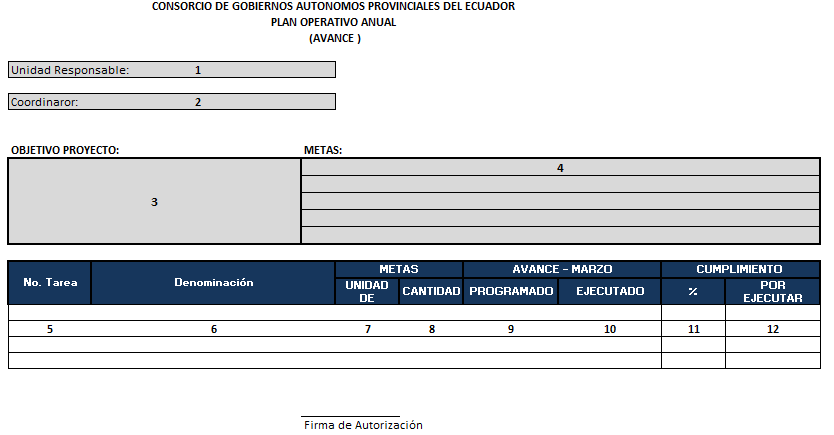 CONSORCIO DE GOBIERNOS AUTONOMOS PROVINCIALES DEL ECUADOR
PLAN OPERATIVO ANUAL
(AVANCE )
Unidad Responsable: 1
Coordinaror: 2
OBJETIVO PROYECTO: METAS:
4
3
METAS AVANCE - MARZO CUMPLIMIENTO
No. Tarea Denominación UNIDAD DE CANTIDAD PROGRAMADO EJECUTADO % POR EJECUTAR
5 6 7 8 9 10 11 12
Firma de Autorización